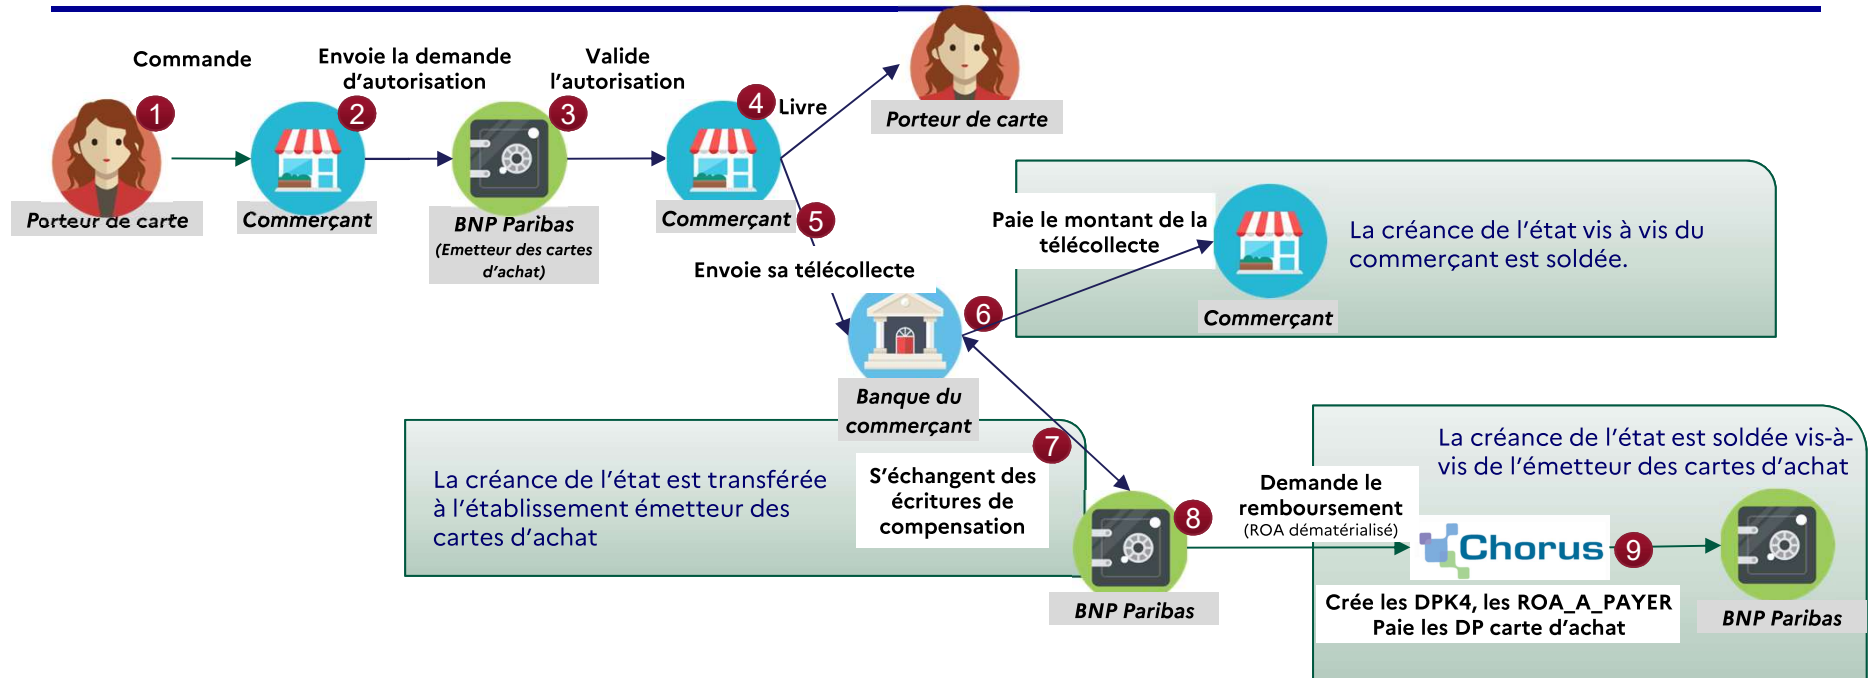 Commande
Envoie la demande
d'autorisation
Valide
l'autorisation
1
2
3
4
Livre
Porteur de carte
Porteur de carte
Commerçant
BNP Paribas
(Emetteur des cartes
d'achat)
Commerçant
5
Envoie sa télécollecte
Paie le montant de la
télécollecte
La créance de l'état vis à vis du
commerçant est soldée.
6
Commerçant
Banque du
commerçant
La créance de l'état est transférée
à l'établissement émetteur des
cartes d'achat
7
S'échangent des
écritures de
compensation
8
BNP Paribas
Demande le
remboursement
(ROA dématérialisé)
La créance de l'état est soldée vis-à-
vis de l'émetteur des cartes d'achat
Chorus
9
Crée les DPK4, les ROA_A_PAYER
Paie les DP carte d'achat
BNP Paribas